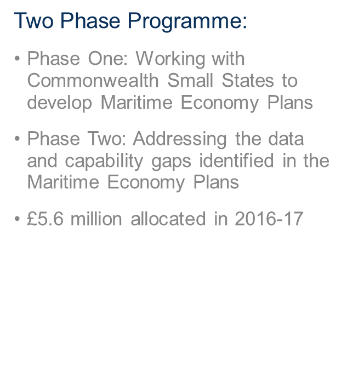 Two Phase Programme:
• Phase One: Working with
Commonwealth Small States to
develop Maritime Economy Plans
• Phase Two: Addressing the data
and capability gaps identified in the
Maritime Economy Plans
• £5.6 million allocated in 2016-17